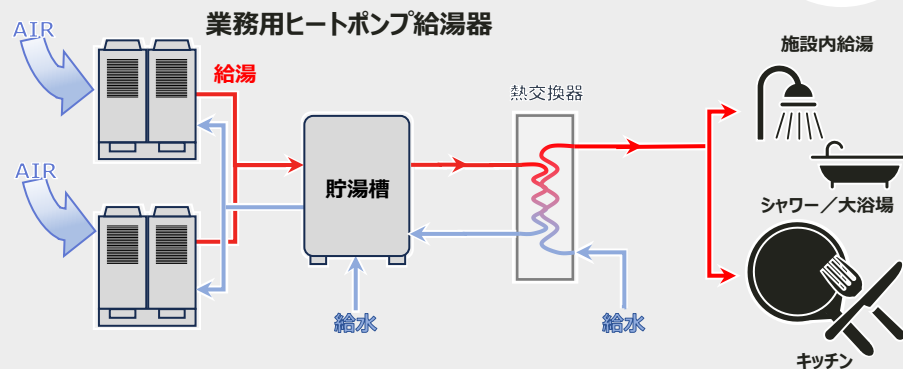 業務用ヒートポンプ給湯器
AIR
給湯
施設内給湯
熱交換器
AIR
貯湯槽
シャワー／大浴場
給水
給水
キッチン